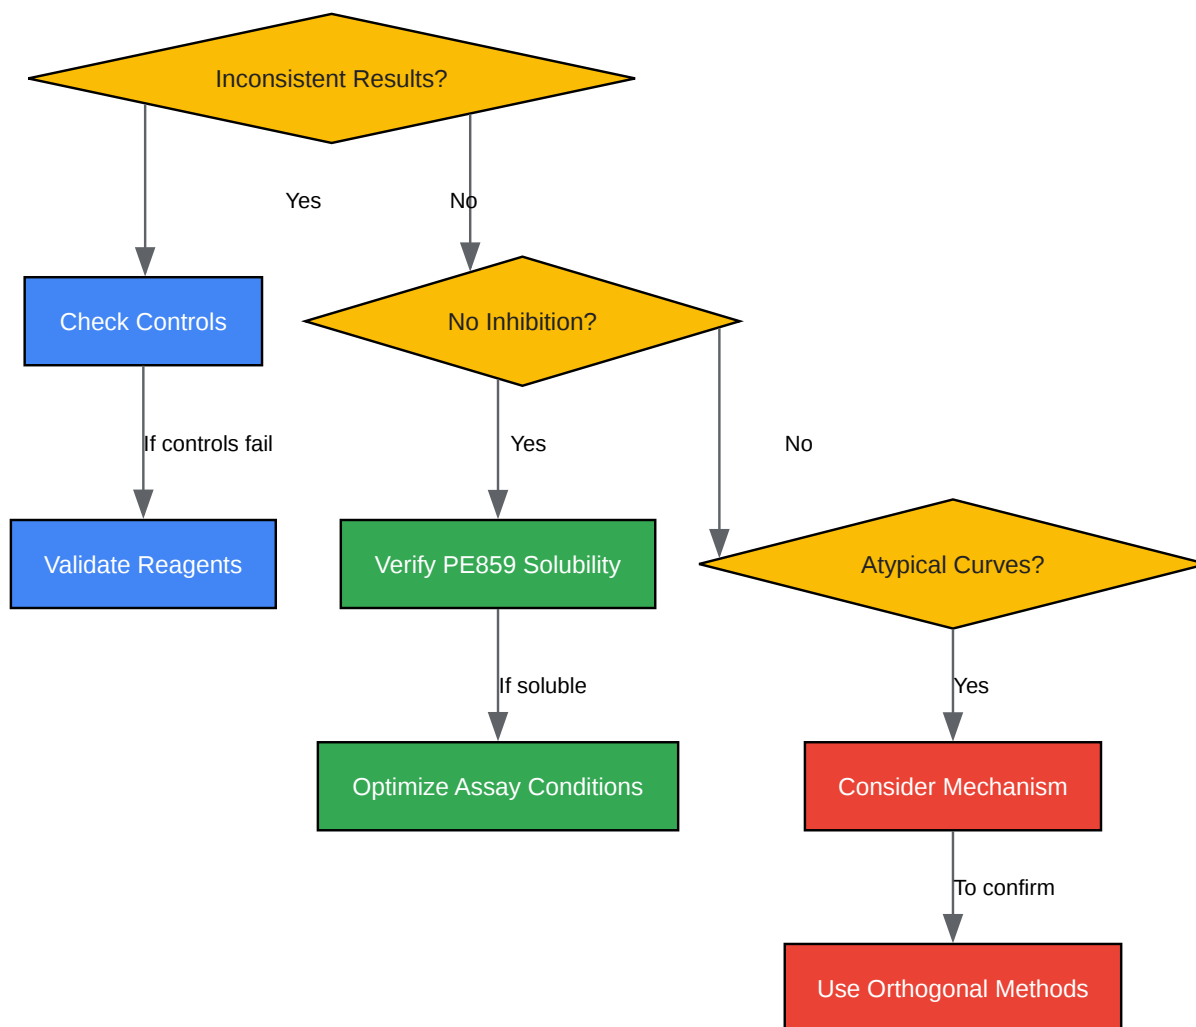 Inconsistent Results?
Yes
No
Check Controls
No Inhibition?
If controls fail
Yes
No
Validate Reagents
Verify PE859 Solubility
Atypical Curves?
If soluble
Yes
Optimize Assay Conditions
Consider Mechanism
To confirm
Use Orthogonal Methods